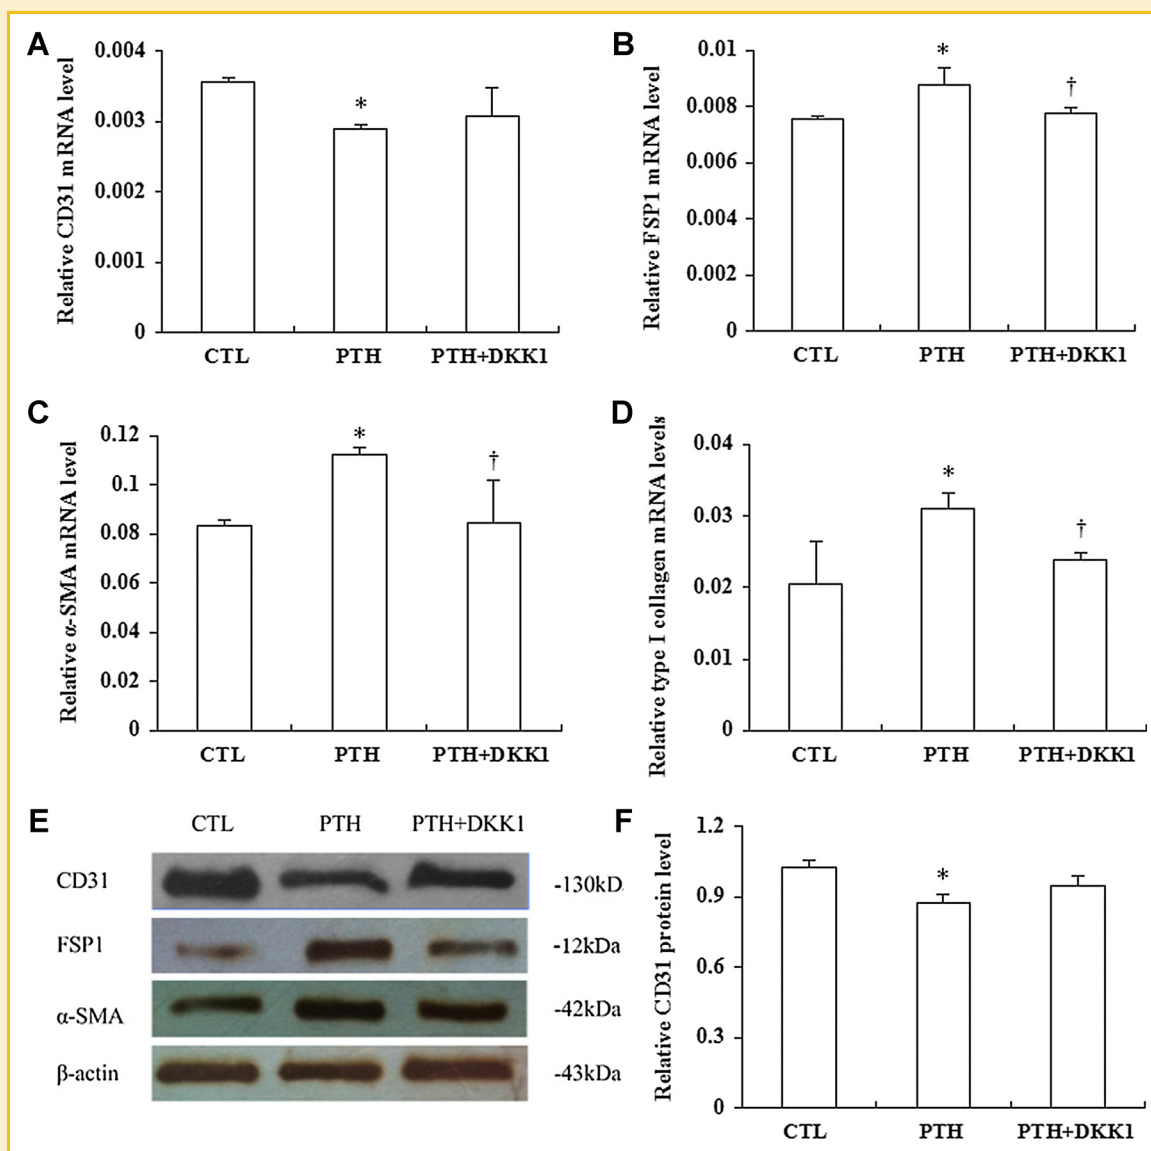 A
Relative CD31 mRNA level
0.004
0.003
0.002
0.001
0
*
CTL PTH PTH+DKK1
B
Relative FSP1 mRNA level
0.01
0.008
0.006
0.004
0.002
0
*
†
CTL PTH PTH+DKK1
C
Relative α-SMA mRNA level
0.12
0.1
0.08
0.06
0.04
0.02
0
*
†
CTL PTH PTH+DKK1
D
Relative type I collagen mRNA levels
0.04
0.03
0.02
0.01
0
*
†
CTL PTH PTH+DKK1
E
CTL PTH PTH+DKK1
CD31 -130kD
FSP1 -12kDa
α-SMA -42kDa
β-actin -43kDa
F
Relative CD31 protein level
1.2
0.9
0.6
0.3
0
*
CTL PTH PTH+DKK1